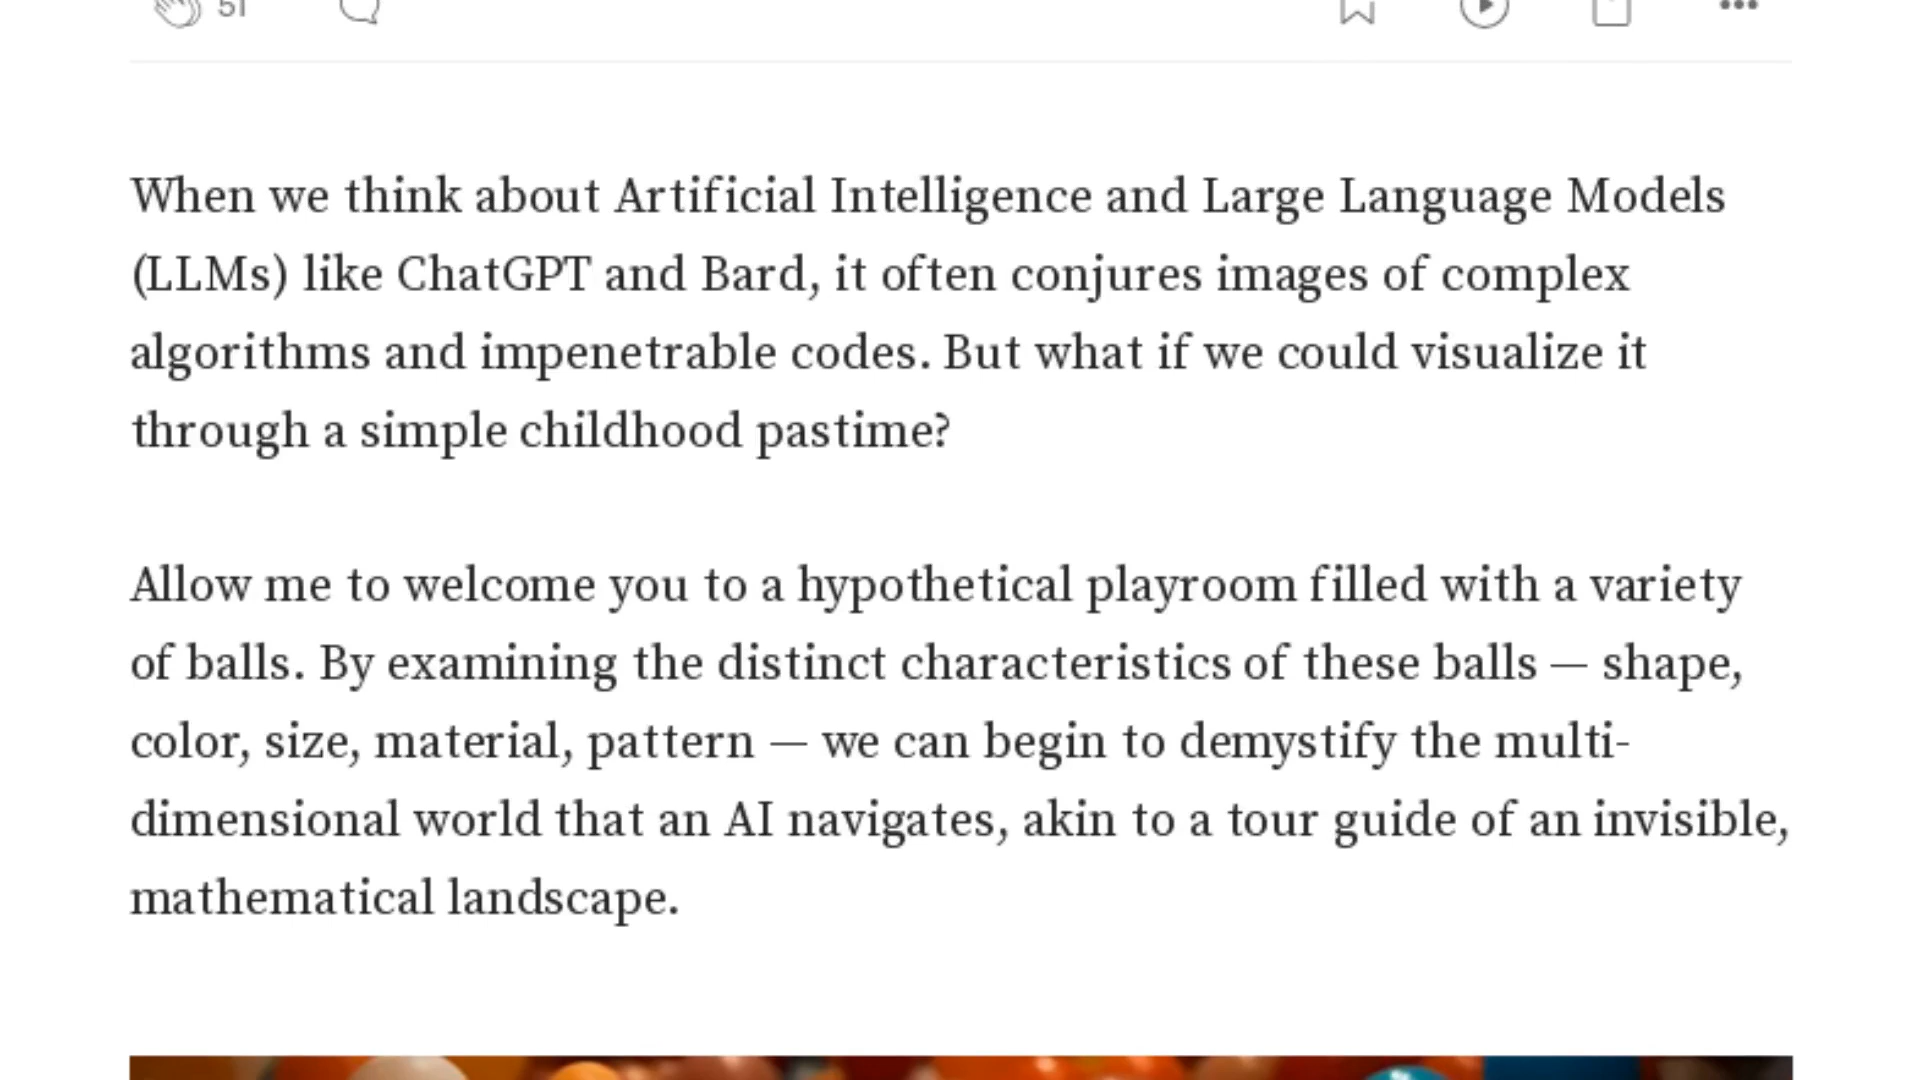 51
When we think about Artificial Intelligence and Large Language Models
(LLMs) like ChatGPT and Bard, it often conjures images of complex
algorithms and impenetrable codes. But what if we could visualize it
through a simple childhood pastime?
Allow me to welcome you to a hypothetical playroom filled with a variety
of balls. By examining the distinct characteristics of these balls — shape,
color, size, material, pattern — we can begin to demystify the multi-
dimensional world that an AI navigates, akin to a tour guide of an invisible,
mathematical landscape.